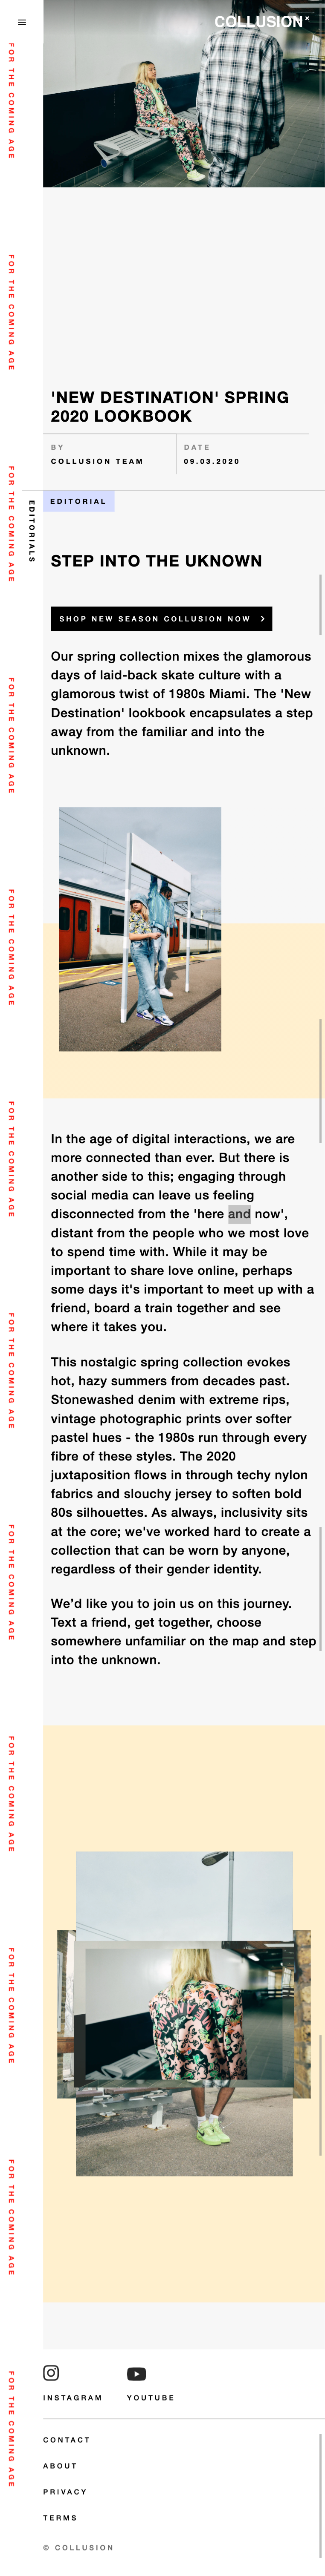 COLLUSION×
'NEW DESTINATION' SPRING
2020 LOOKBOOK
BY
COLLUSION TEAM
DATE
09.03.2020
EDITORIALS
EDITORIAL
STEP INTO THE UKNOWN
SHOP NEW SEASON COLLUSION NOW
Our spring collection mixes the glamorous
days of laid-back skate culture with a
glamorous twist of 1980s Miami. The 'New
Destination' lookbook encapsulates a step
away from the familiar and into the
unknown.
In the age of digital interactions, we are
more connected than ever. But there is
another side to this; engaging through
social media can leave us feeling
disconnected from the 'here and now',
distant from the people who we most love
to spend time with. While it may be
important to share love online, perhaps
some days it's important to meet up with a
friend, board a train together and see
where it takes you.
This nostalgic spring collection evokes
hot, hazy summers from decades past.
Stonewashed denim with extreme rips,
vintage photographic prints over softer
pastel hues - the 1980s run through every
fibre of these styles. The 2020
juxtaposition flows in through techy nylon
fabrics and slouchy jersey to soften bold
80s silhouettes. As always, inclusivity sits
at the core; we've worked hard to create a
collection that can be worn by anyone,
regardless of their gender identity.
We’d like you to join us on this journey.
Text a friend, get together, choose
somewhere unfamiliar on the map and step
into the unknown.
INSTAGRAM
YOUTUBE
CONTACT
ABOUT
PRIVACY
TERMS
© COLLUSION
FOR THE COMING AGE
FOR THE COMING AGE
FOR THE COMING AGE
FOR THE COMING AGE
FOR THE COMING AGE
FOR THE COMING AGE
FOR THE COMING AGE
FOR THE COMING AGE
FOR THE COMING AGE
FOR THE COMING AGE
FOR THE COMING AGE
FOR THE COMING AGE